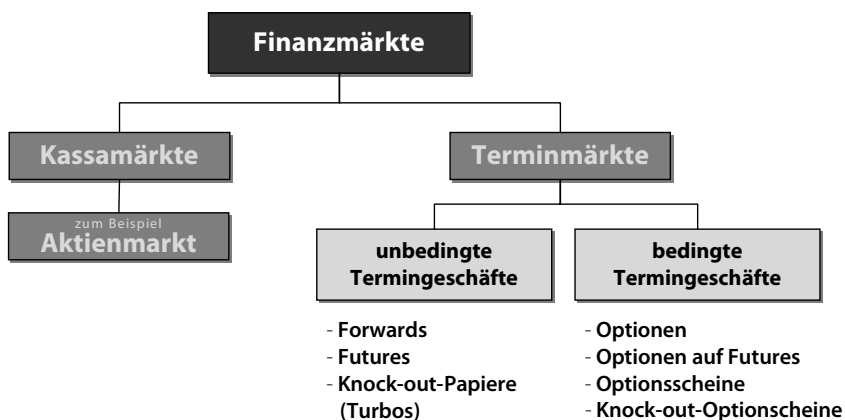 Finanzmärkte
Kassamärkte
Terminmärkte
zum Beispiel
Aktienmarkt
unbedingte
Termingeschäfte
bedingte
Termingeschäfte
- Forwards
- Futures
- Knock-out-Papiere
(Turbos)
- Optionen
- Optionen auf Futures
- Optionsscheine
- Knock-out-Optionscheine